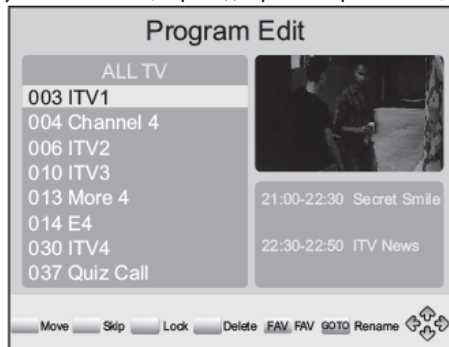 Program Edit
ALL TV
003 ITV1
004 Channel 4
006 ITV2
010 ITV3
013 More 4
014 E4
030 ITV4
037 Quiz Call
21:00-22:30 Secret Smile
22:30-22:50 ITV News
Move Skip Lock Delete FAV FAV GOTO Rename